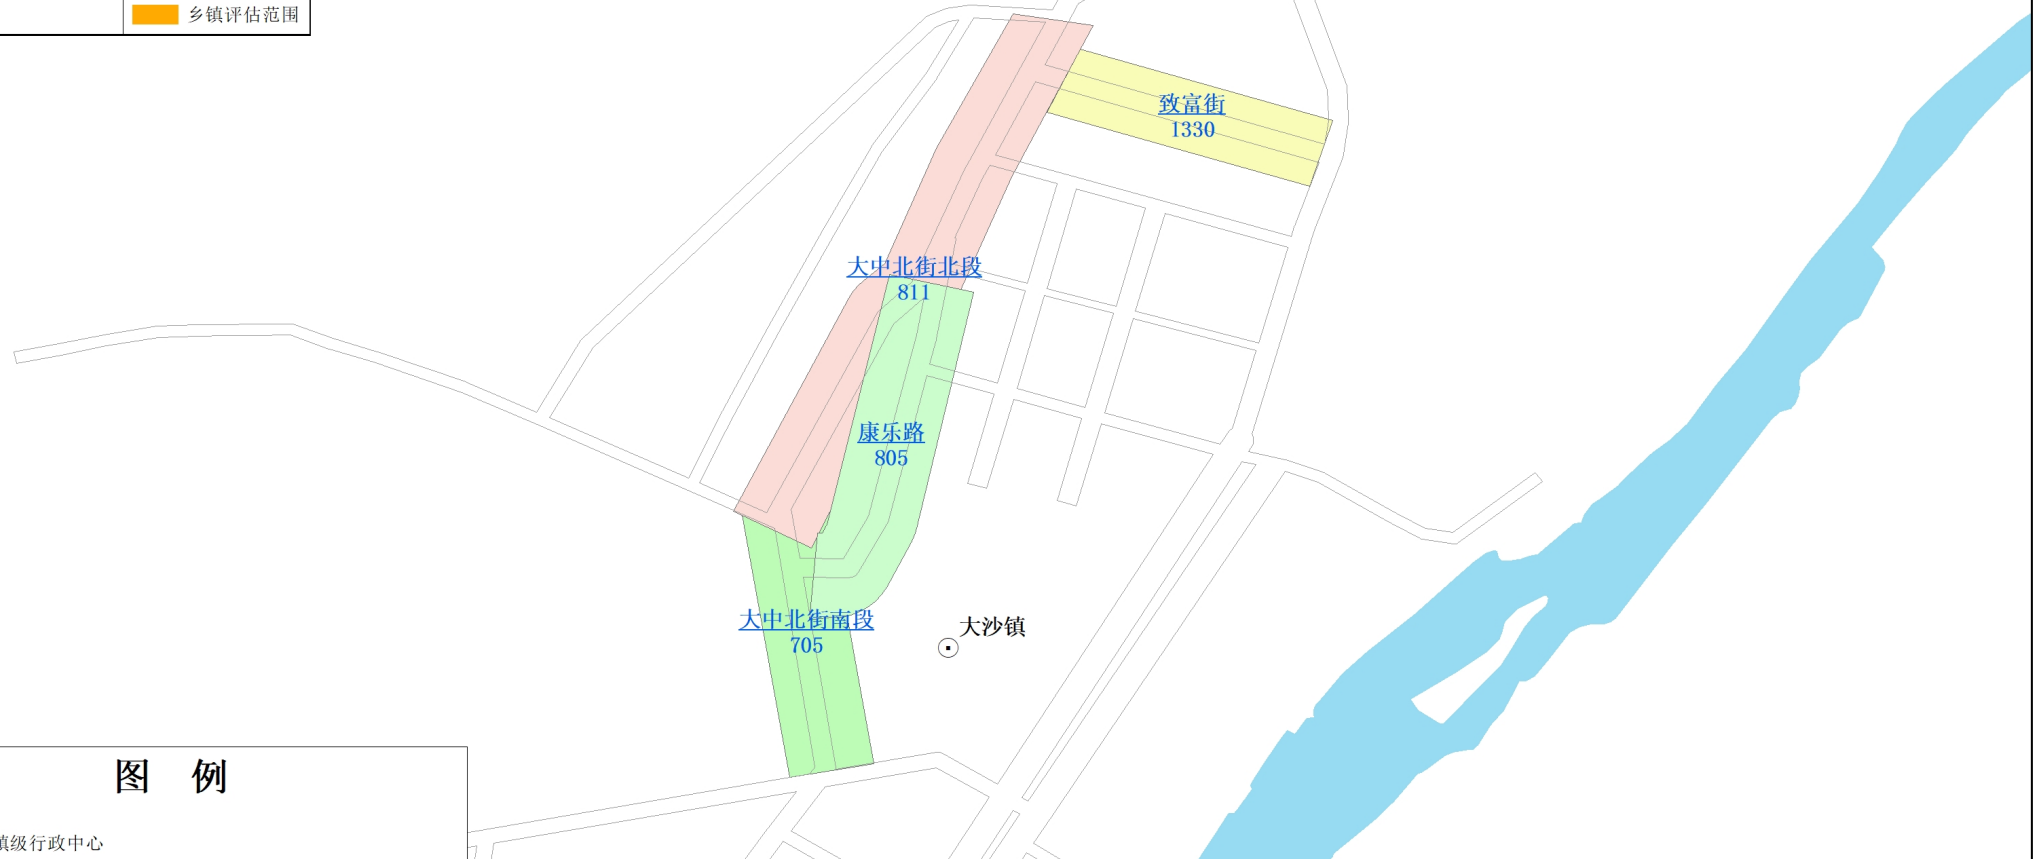 乡镇评估范围
致富街
1330
大中北街北段
811
康乐路
805
大中北街南段
705
大沙镇
图 例
镇级行政中心